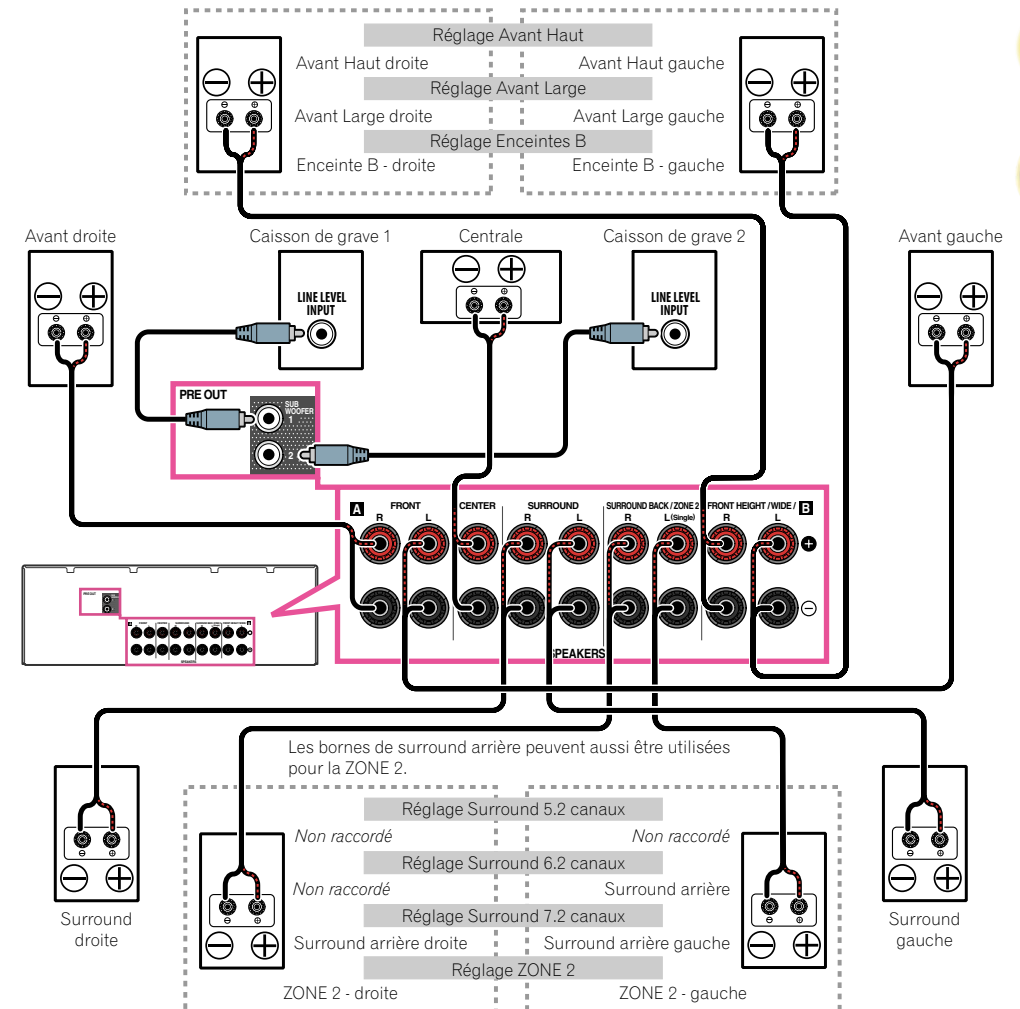 Réglage Avant Haut
Avant Haut droite
Avant Haut gauche
Réglage Avant Large
Avant Large droite
Avant Large gauche
Réglage Enceintes B
Enceinte B - droite
Enceinte B - gauche
Avant droite
Caisson de grave 1
Centrale
Caisson de grave 2
Avant gauche
LINE LEVEL
INPUT
LINE LEVEL
INPUT
PRE OUT
SUB
WOOFER
1
2
A
FRONT
CENTER
SURROUND
SURROUND BACK / ZONE 2
FRONT HEIGHT / WIDE /
B
R
L
R
L
R
L (Single)
R
L
SPEAKERS
PRE OUT
SPEAKERS
Les bornes de surround arrière peuvent aussi être utilisées
pour la ZONE 2.
Réglage Surround 5.2 canaux
Non raccordé
Non raccordé
Réglage Surround 6.2 canaux
Non raccordé
Surround arrière
Réglage Surround 7.2 canaux
Surround arrière droite
Surround arrière gauche
Réglage ZONE 2
ZONE 2 - droite
ZONE 2 - gauche
Surround
droite
Surround
gauche